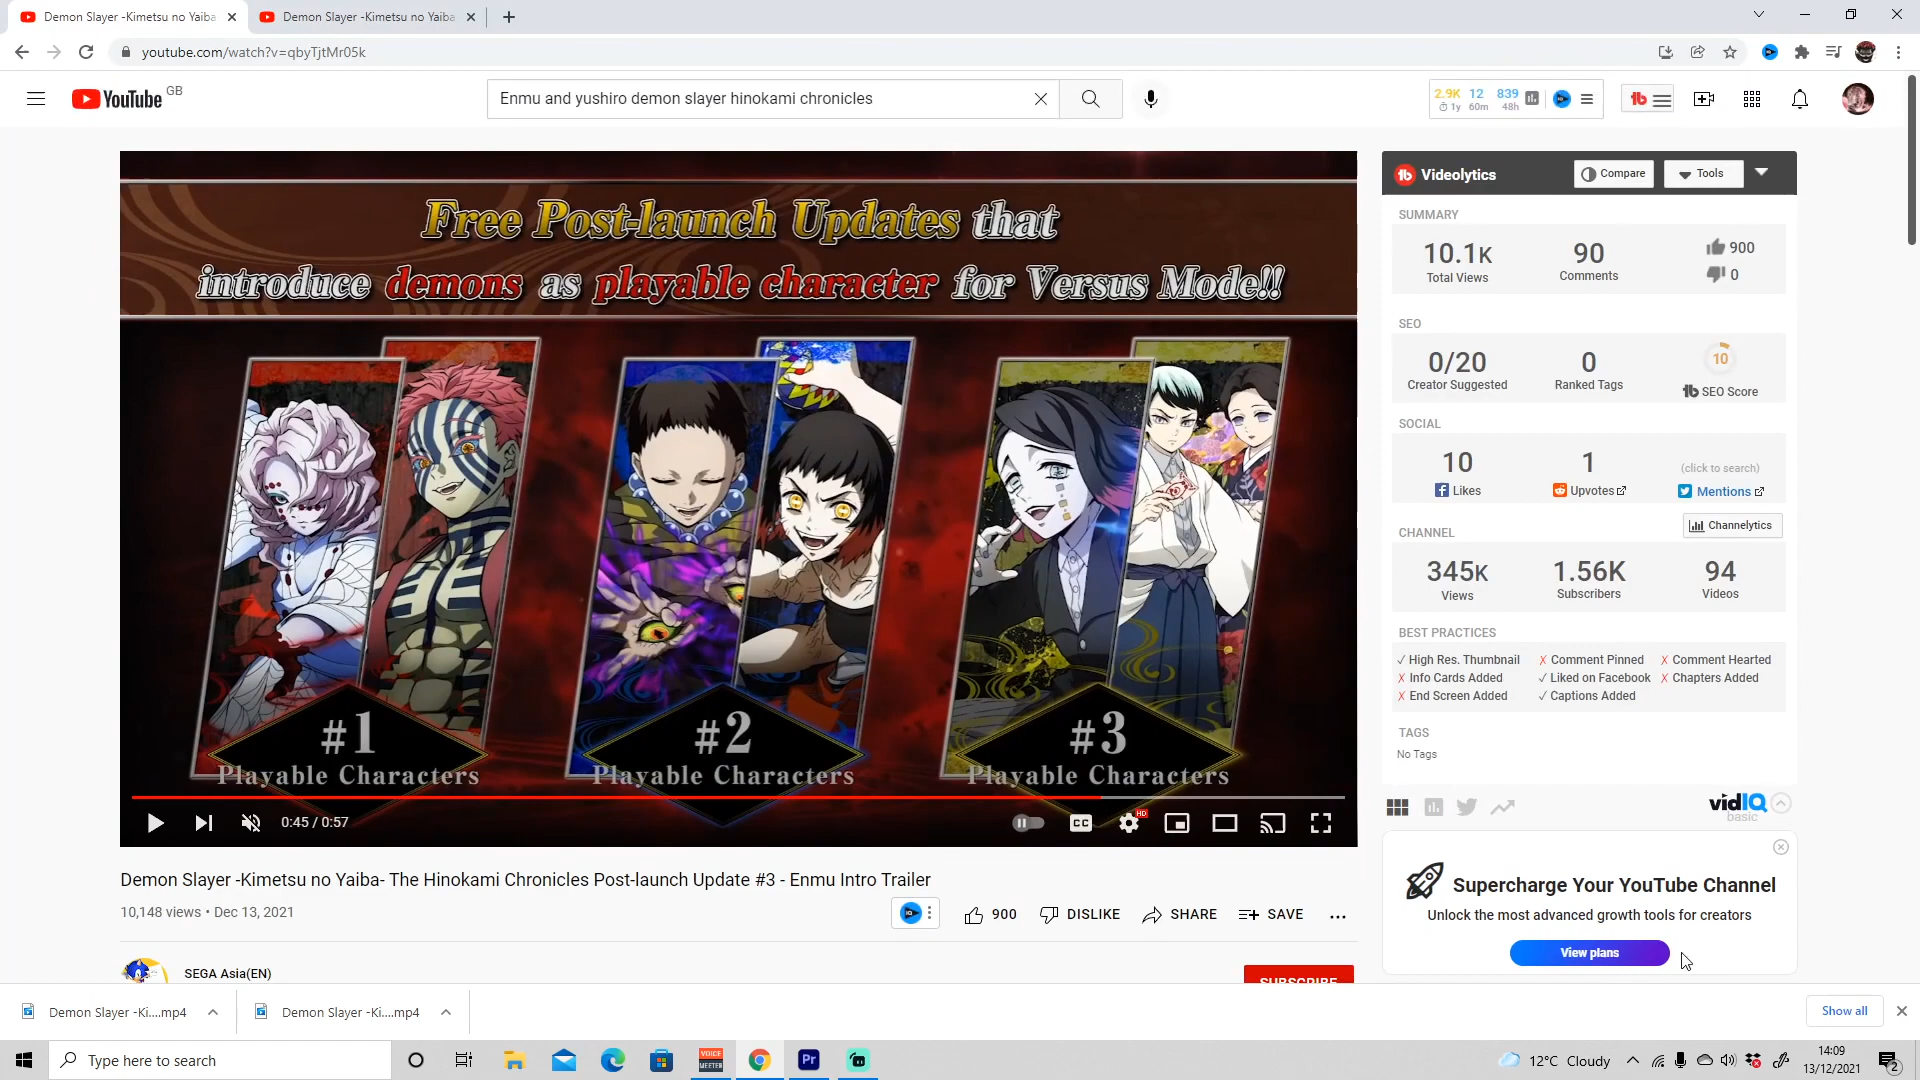 Demon Slayer -Kimetsu no Yaiba
Demon Slayer -Kimetsu no Yaiba
youtube.com/watch?v=qbyTjtMr05k
YouTube GB
Enmu and yushiro demon slayer hinokami chronicles
2.9K 12 839
1y 60m 48h
Free Post-launch Updates that
introduce demons as playable character for Versus Mode!!
#1
Playable Characters
#2
Playable Characters
#3
Playable Characters
0:45 / 0:57
CC
HD
Demon Slayer -Kimetsu no Yaiba- The Hinokami Chronicles Post-launch Update #3 - Enmu Intro Trailer
10,148 views • Dec 13, 2021
900
DISLIKE
SHARE
SAVE
SEGA Asia(EN)
SUBSCRIBE
Videolytics
Compare
Tools
SUMMARY
10.1K
Total Views
90
Comments
900
0
SEO
0/20
Creator Suggested
0
Ranked Tags
10
SEO Score
SOCIAL
10
Likes
1
Upvotes
(click to search)
Mentions
CHANNEL
Channelytics
345K
Views
1.56K
Subscribers
94
Videos
BEST PRACTICES
✓ High Res. Thumbnail
✗ Comment Pinned
✗ Comment Hearted
✗ Info Cards Added
✓ Liked on Facebook
✗ Chapters Added
✗ End Screen Added
✓ Captions Added
TAGS
No Tags
vidIQ
basic
Supercharge Your YouTube Channel
Unlock the most advanced growth tools for creators
View plans
Demon Slayer -Ki....mp4
Demon Slayer -Ki....mp4
Show all
Type here to search
VOICE
MEETER
Pr
12°C Cloudy
14:09
13/12/2021
2